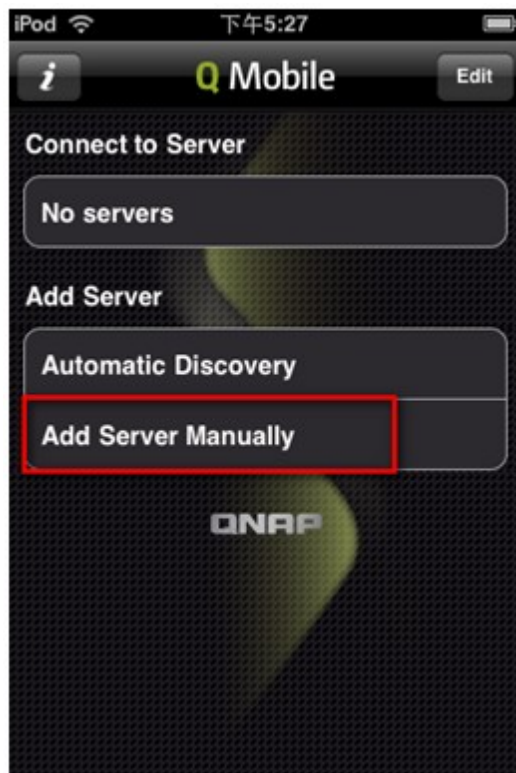 iPod 下午5:27
i Q Mobile Edit
Connect to Server
No servers
Add Server
Automatic Discovery
Add Server Manually
QNAP